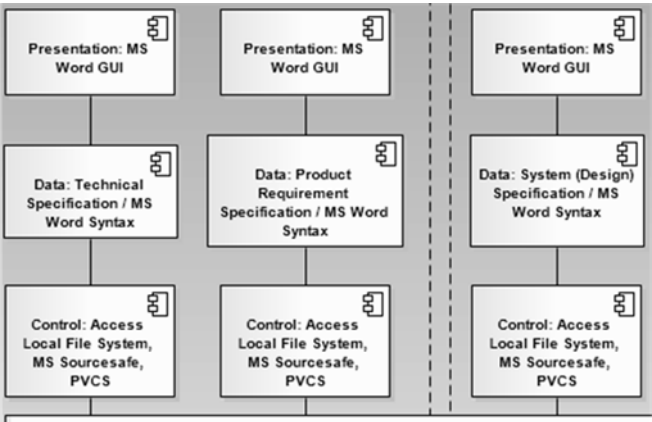 Presentation: MS
Word GUI
Presentation: MS
Word GUI
Presentation: MS
Word GUI
Data: Technical
Specification / MS
Word Syntax
Data: Product
Requirement
Specification / MS Word
Syntax
Data: System (Design)
Specification / MS
Word Syntax
Control: Access
Local File System,
MS Sourcesafe,
PVCS
Control: Access
Local File System,
MS Sourcesafe,
PVCS
Control: Access
Local File System,
MS Sourcesafe,
PVCS